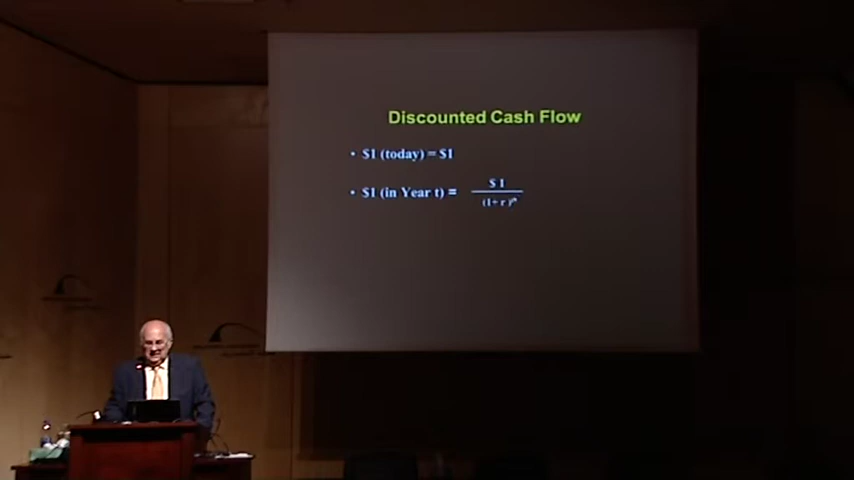 Discounted Cash Flow
• $1 (today) = $1
• $1 (in Year t) = $1
(1+ r )